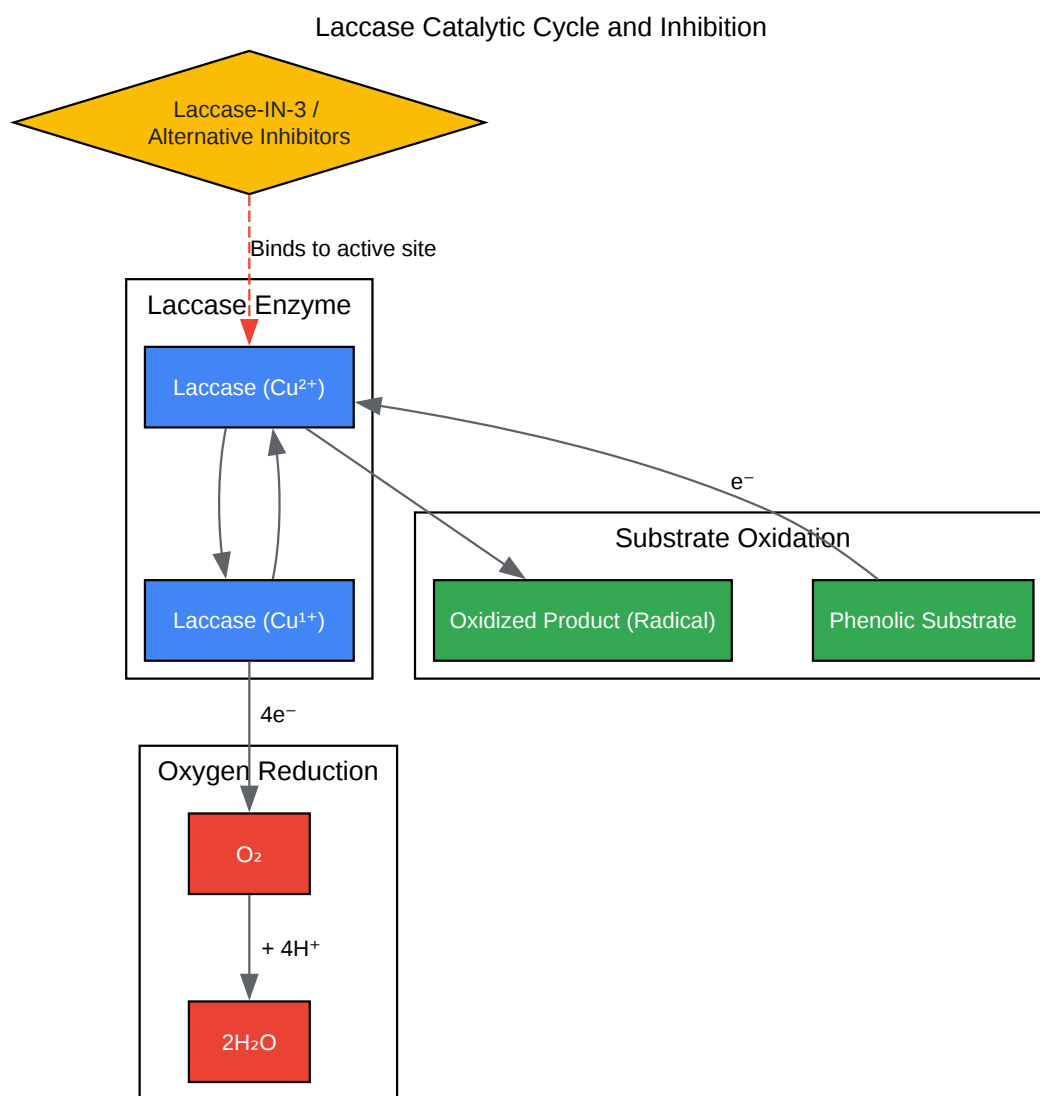 Laccase Catalytic Cycle and Inhibition
Laccase-IN-3 /
Alternative Inhibitors
Binds to active site
Laccase Enzyme
Laccase (Cu²⁺)
e⁻
Substrate Oxidation
Laccase (Cu¹⁺)
Oxidized Product (Radical)
Phenolic Substrate
4e⁻
Oxygen Reduction
O₂
+ 4H⁺
2H₂O